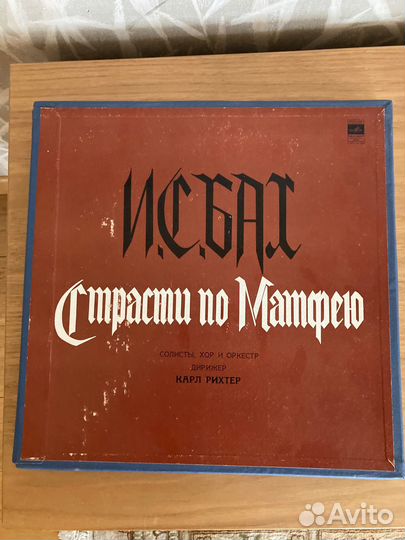 И.С.БАХ
Страсти по Матфею
СОЛИСТЫ, ХОР И ОРКЕСТР
ДИРИЖЕР
КАРЛ РИХТЕР
Avito